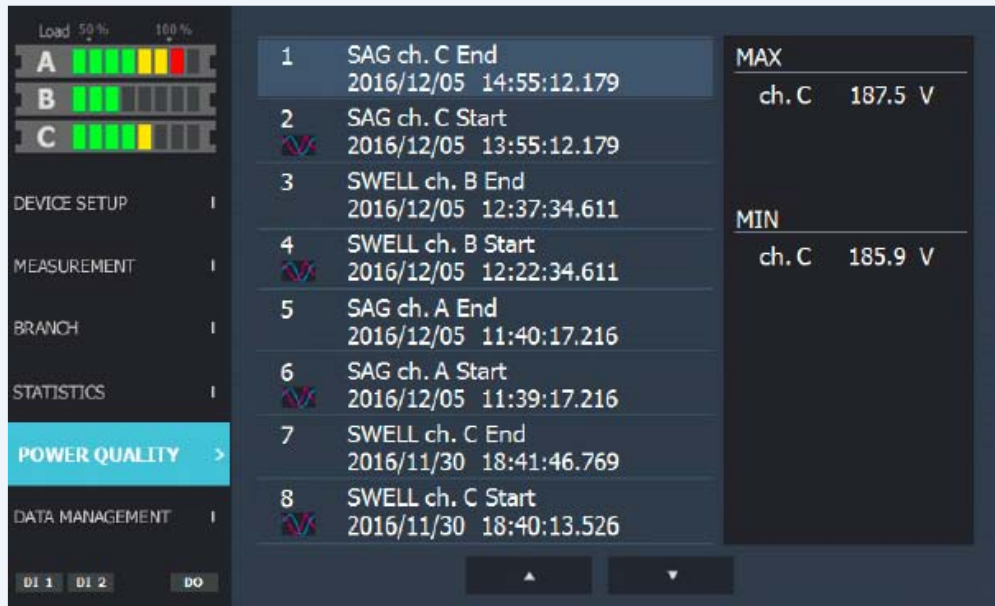 Load 50% 100%
A
B
C
DEVICE SETUP
MEASUREMENT
BRANCH
STATISTICS
POWER QUALITY >
DATA MANAGEMENT
DI 1 DI 2 DO
1 SAG ch. C End
2016/12/05 14:55:12.179
2 SAG ch. C Start
2016/12/05 13:55:12.179
3 SWELL ch. B End
2016/12/05 12:37:34.611
4 SWELL ch. B Start
2016/12/05 12:22:34.611
5 SAG ch. A End
2016/12/05 11:40:17.216
6 SAG ch. A Start
2016/12/05 11:39:17.216
7 SWELL ch. C End
2016/11/30 18:41:46.769
8 SWELL ch. C Start
2016/11/30 18:40:13.526
MAX
ch. C 187.5 V
MIN
ch. C 185.9 V